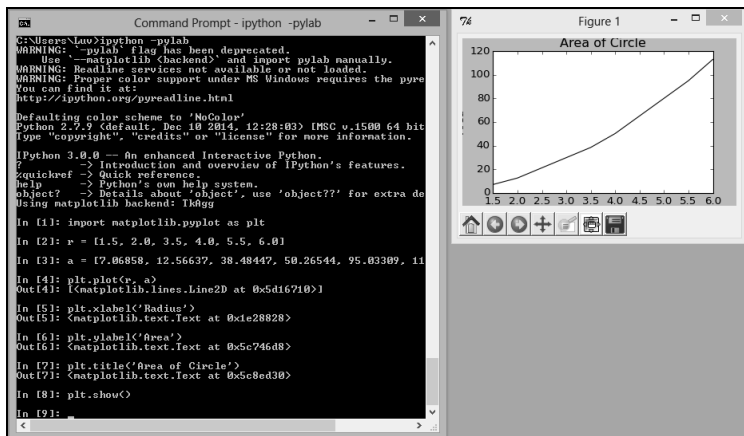 Command Prompt - ipython -pylab
C:\Users\Luv>ipython -pylab
WARNING: `-pylab` flag has been deprecated.
Use `--matplotlib <backend>` and import pylab manually.
WARNING: Readline services not available or not loaded.
WARNING: Proper color support under MS Windows requires the pyre
You can find it at:
http://ipython.org/pyreadline.html
Defaulting color scheme to 'NoColor'
Python 2.7.9 (default, Dec 10 2014, 12:28:03) [MSC v.1500 64 bit
Type "copyright", "credits" or "license" for more information.
IPython 3.0.0 -- An enhanced Interactive Python.
? -> Introduction and overview of IPython's features.
%quickref -> Quick reference.
help -> Python's own help system.
object? -> Details about 'object', use 'object??' for extra de
Using matplotlib backend: TkAgg
In [1]: import matplotlib.pyplot as plt
In [2]: r = [1.5, 2.0, 3.5, 4.0, 5.5, 6.0]
In [3]: a = [7.06858, 12.56637, 38.48447, 50.26544, 95.03309, 11
In [4]: plt.plot(r, a)
Out[4]: [<matplotlib.lines.Line2D at 0x5d16710>]
In [5]: plt.xlabel('Radius')
Out[5]: <matplotlib.text.Text at 0x1e28828>
In [6]: plt.ylabel('Area')
Out[6]: <matplotlib.text.Text at 0x5c746d8>
In [7]: plt.title('Area of Circle')
Out[7]: <matplotlib.text.Text at 0x5c8ed30>
In [8]: plt.show()
In [9]:
Figure 1
Area of Circle
120
100
80
60
40
20
0
1.5 2.0 2.5 3.0 3.5 4.0 4.5 5.0 5.5 6.0